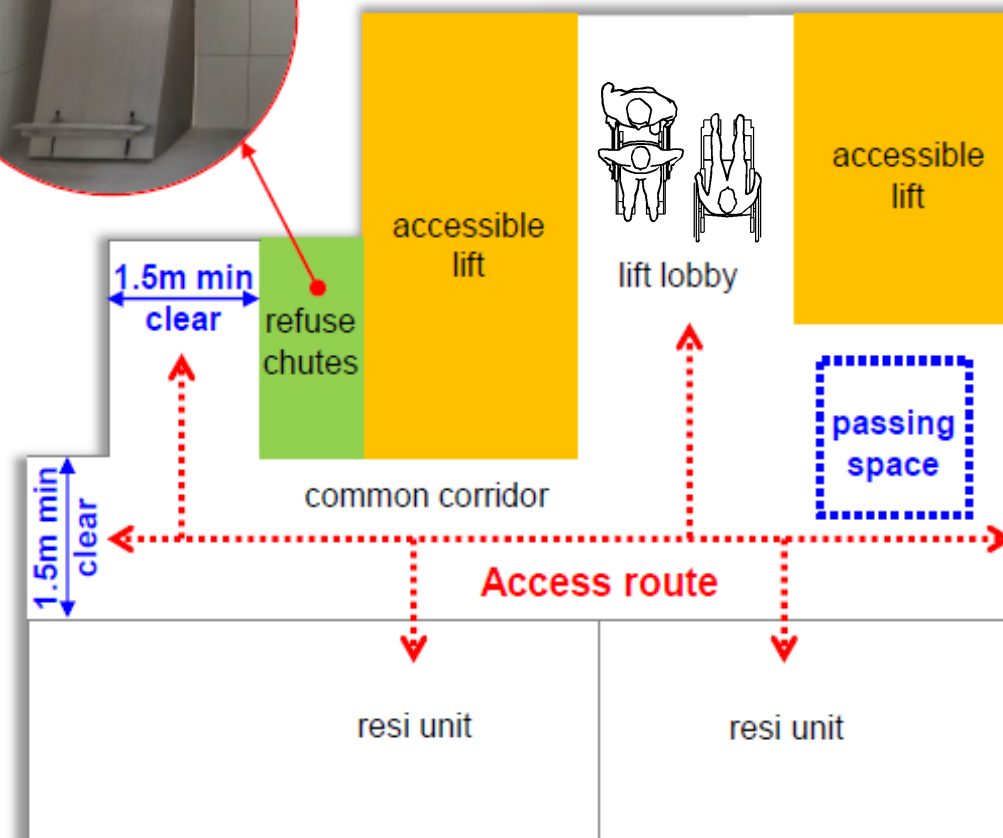 accessible
lift
accessible
lift
lift lobby
1.5m min
clear
refuse
chutes
passing
space
common corridor
1.5m min
clear
Access route
resi unit
resi unit